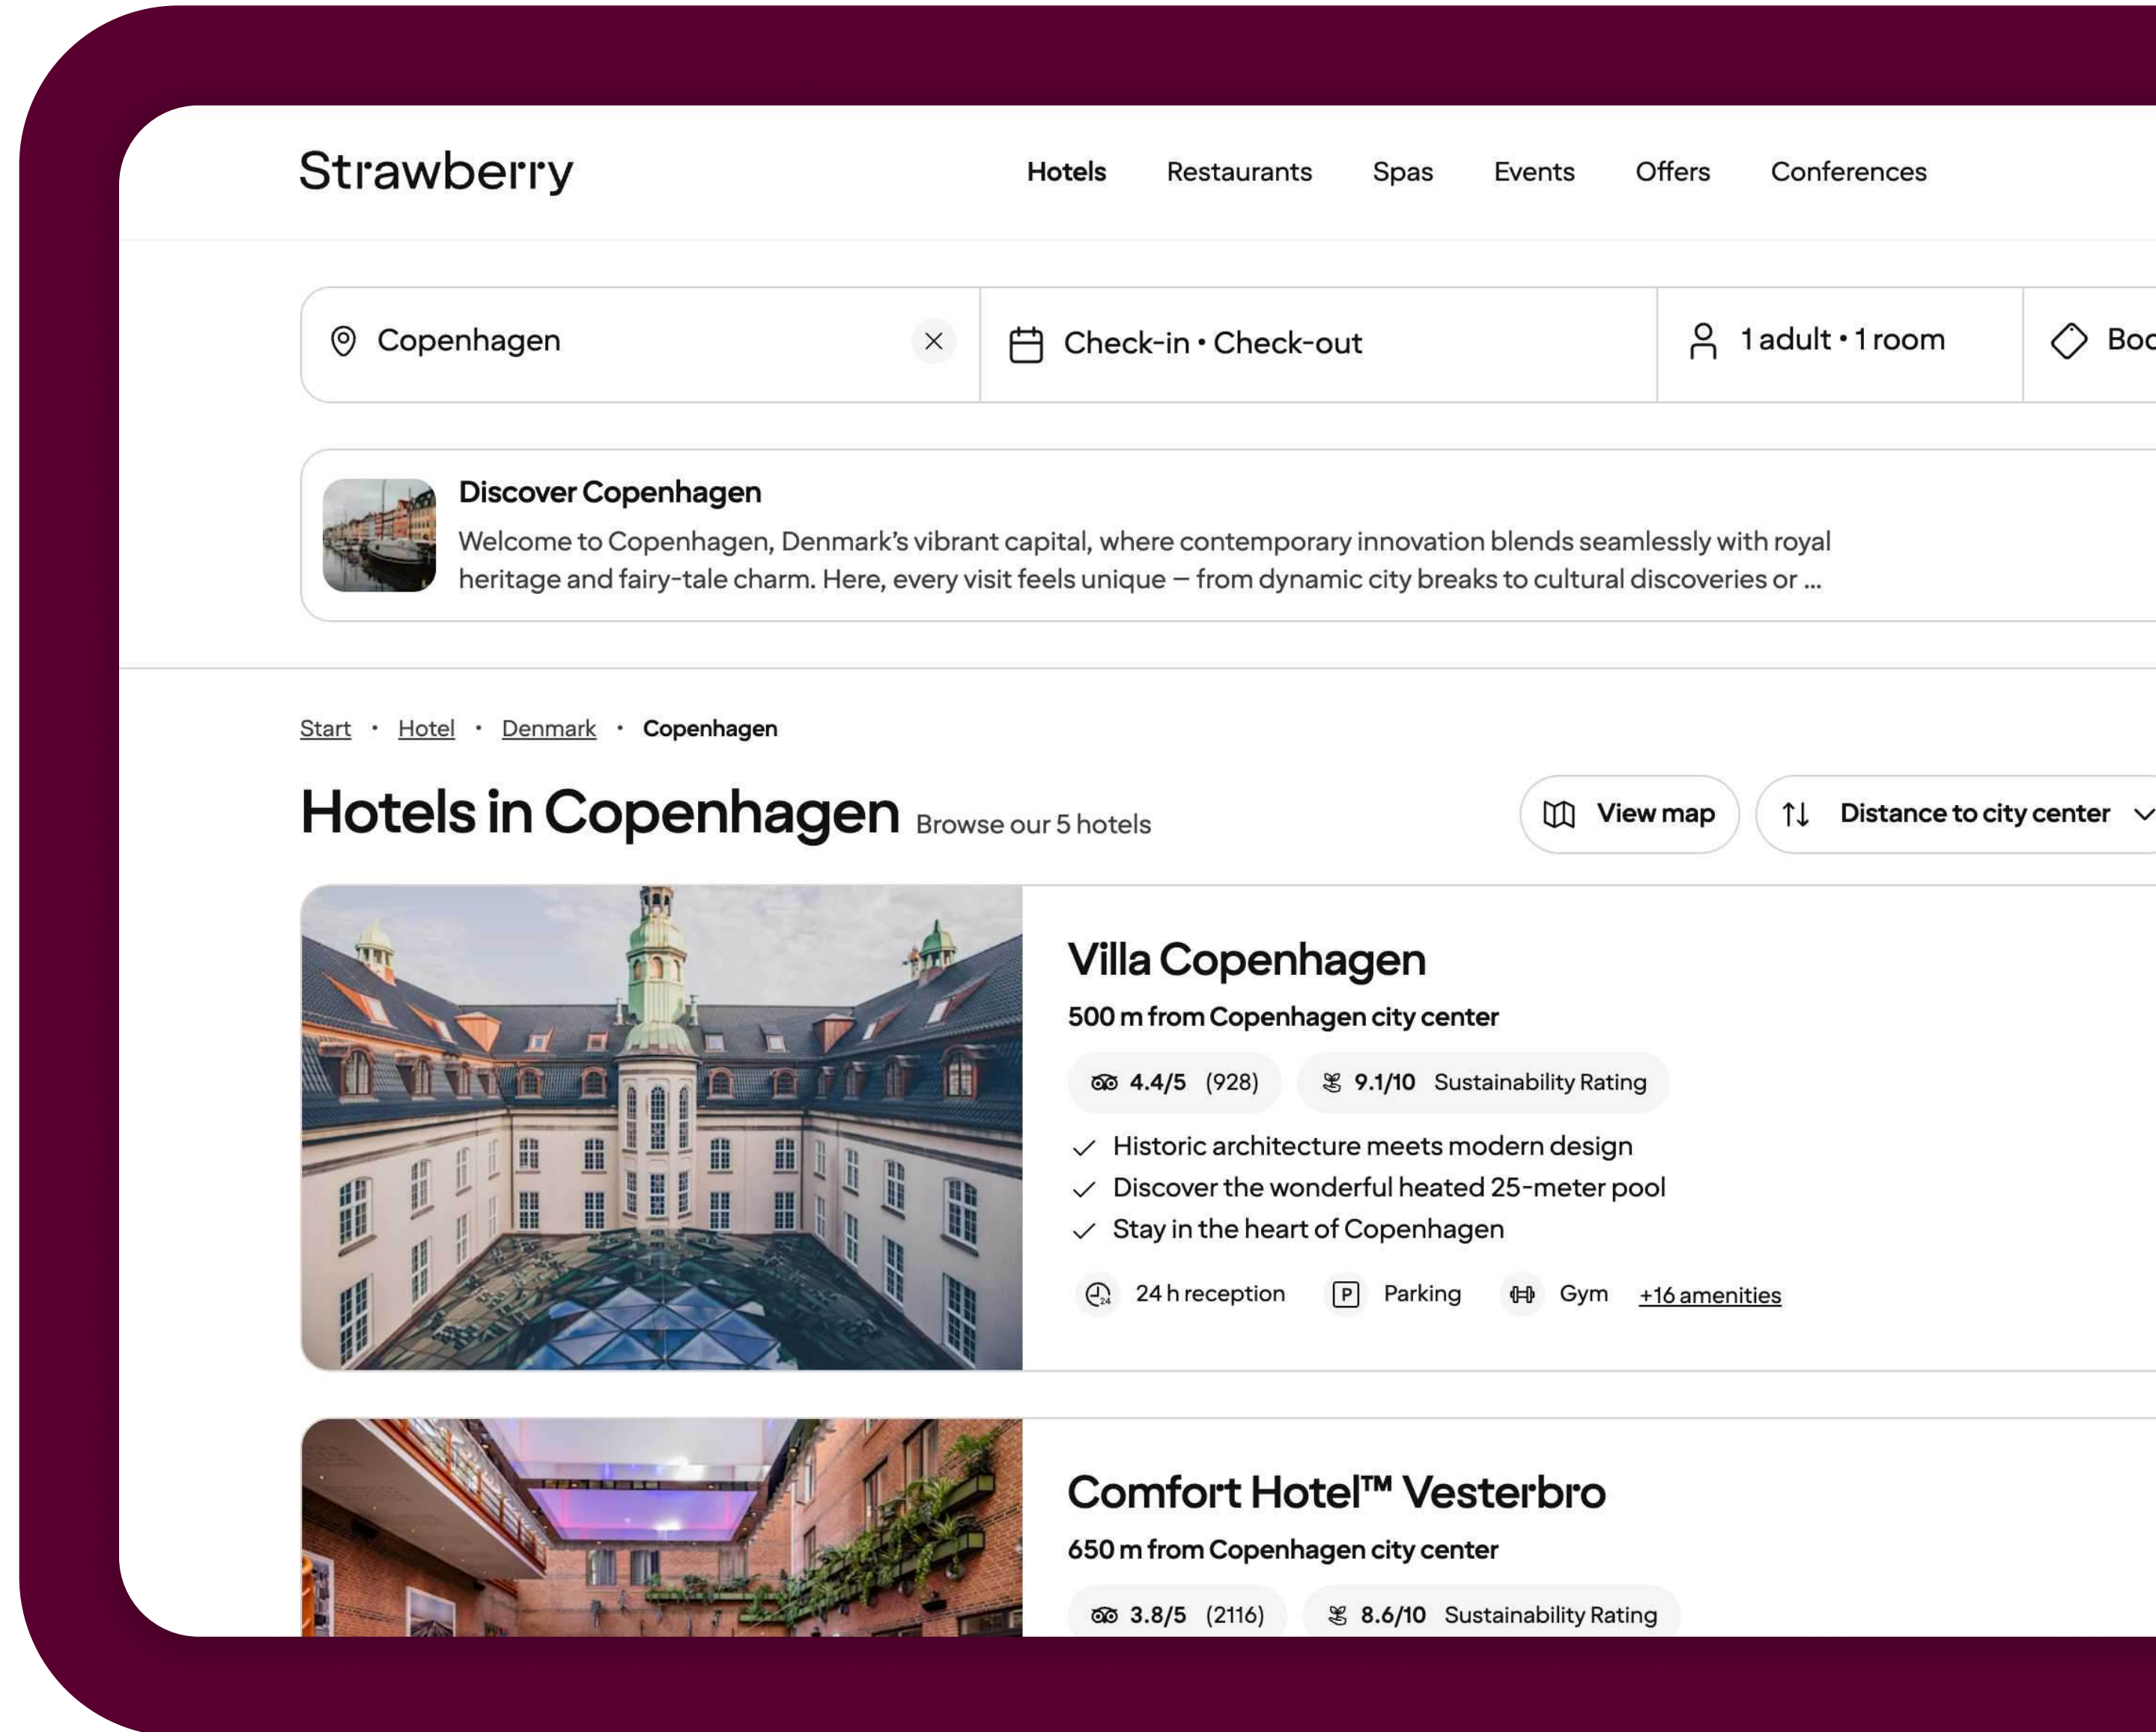 Strawberry
Hotels Restaurants Spas Events Offers Conferences
Copenhagen
Check-in • Check-out
1 adult • 1 room
Discover Copenhagen
Welcome to Copenhagen, Denmark’s vibrant capital, where contemporary innovation blends seamlessly with royal
heritage and fairy-tale charm. Here, every visit feels unique – from dynamic city breaks to cultural discoveries or ...
Start • Hotel • Denmark • Copenhagen
Hotels in Copenhagen Browse our 5 hotels
View map
Distance to city center
Villa Copenhagen
500 m from Copenhagen city center
4.4/5 (928) 9.1/10 Sustainability Rating
Historic architecture meets modern design
Discover the wonderful heated 25-meter pool
Stay in the heart of Copenhagen
24 h reception P Parking Gym +16 amenities
Comfort Hotel™ Vesterbro
650 m from Copenhagen city center
3.8/5 (2116) 8.6/10 Sustainability Rating